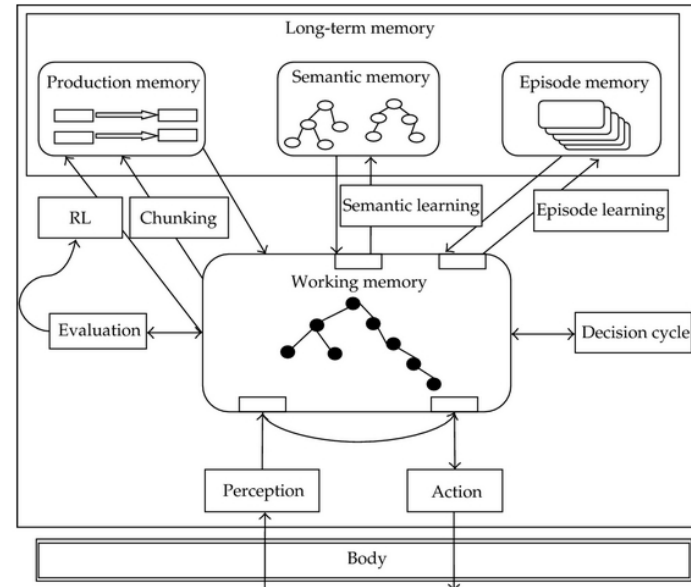 Long-term memory
Production memory
Semantic memory
Episode memory
RL
Chunking
Semantic learning
Episode learning
Working memory
Evaluation
Decision cycle
Perception
Action
Body